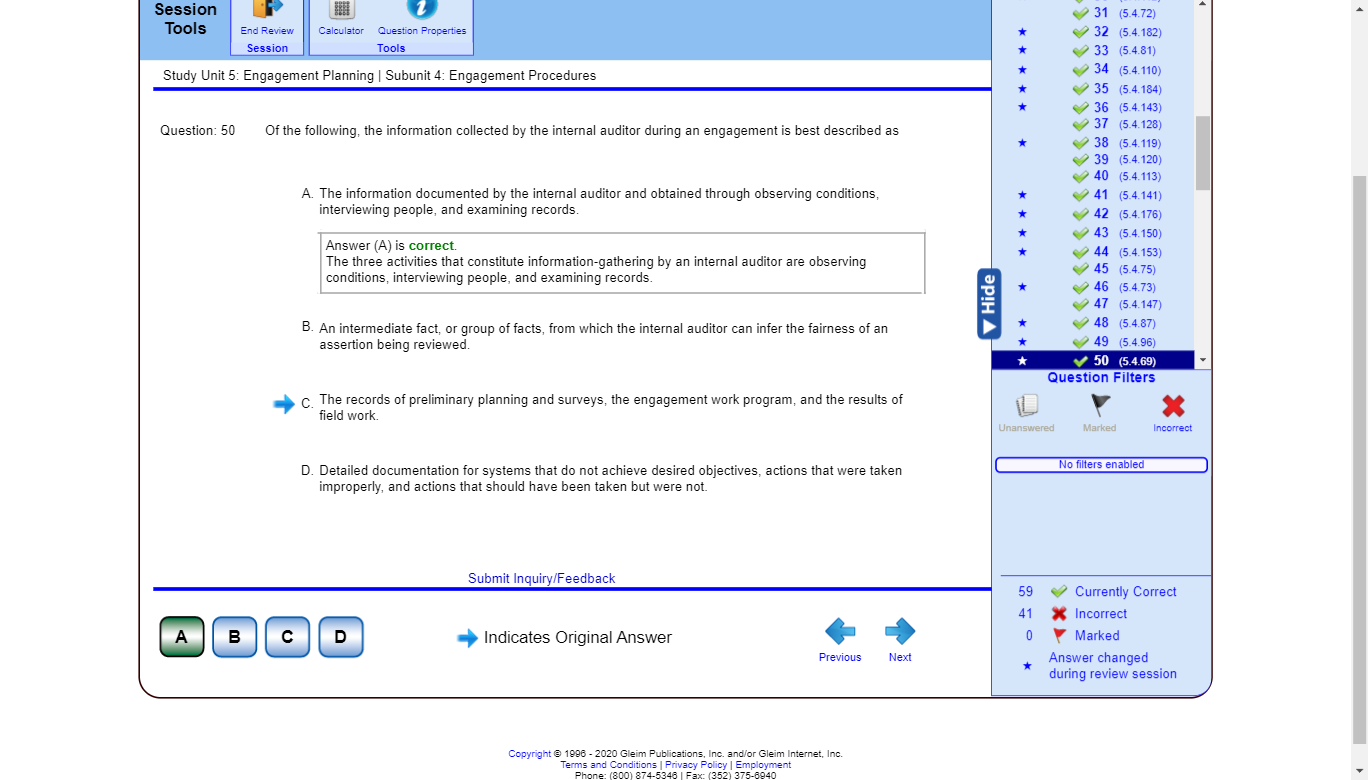 Session
Tools
End Review
Session
Calculator
Question Properties
Tools
Study Unit 5: Engagement Planning | Subunit 4: Engagement Procedures
Question: 50
Of the following, the information collected by the internal auditor during an engagement is best described as
A. The information documented by the internal auditor and obtained through observing conditions,
interviewing people, and examining records.
Answer (A) is correct.
The three activities that constitute information-gathering by an internal auditor are observing
conditions, interviewing people, and examining records.
B. An intermediate fact, or group of facts, from which the internal auditor can infer the fairness of an
assertion being reviewed.
C. The records of preliminary planning and surveys, the engagement work program, and the results of
field work.
D. Detailed documentation for systems that do not achieve desired objectives, actions that were taken
improperly, and actions that should have been taken but were not.
Submit Inquiry/Feedback
A
B
C
D
Indicates Original Answer
Previous
Next
31 (5.4.72)
32 (5.4.182)
33 (5.4.81)
34 (5.4.110)
35 (5.4.184)
36 (5.4.143)
37 (5.4.128)
38 (5.4.119)
39 (5.4.120)
40 (5.4.113)
41 (5.4.141)
42 (5.4.176)
43 (5.4.150)
44 (5.4.153)
45 (5.4.75)
46 (5.4.73)
47 (5.4.147)
48 (5.4.87)
49 (5.4.96)
50 (5.4.69)
Hide
Question Filters
Unanswered
Marked
Incorrect
No filters enabled
59 Currently Correct
41 Incorrect
0 Marked
Answer changed
during review session
Copyright © 1996 - 2020 Gleim Publications, Inc. and/or Gleim Internet, Inc.
Terms and Conditions | Privacy Policy | Employment
Phone: (800) 874-5346 | Fax: (352) 375-6940